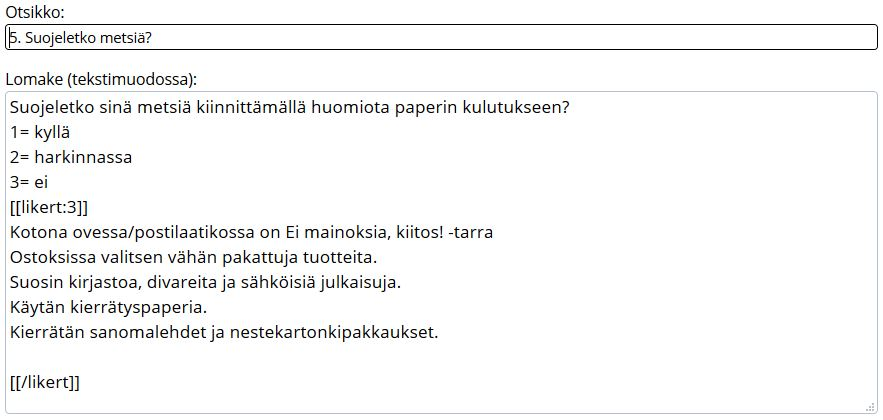 Otsikko:
5. Suojeletko metsiä?
Lomake (tekstimuodossa):
Suojeletko sinä metsiä kiinnittämällä huomiota paperin kulutukseen?
1= kyllä
2= harkinnassa
3= ei
[[likert:3]]
Kotona ovessa/postilaatikossa on Ei mainoksia, kiitos! -tarra
Ostoksissa valitsen vähän pakattuja tuotteita.
Suosin kirjastoa, divareita ja sähköisiä julkaisuja.
Käytän kierrätyspaperia.
Kierrätän sanomalehdet ja nestekartonkipakkaukset.
[[/likert]]